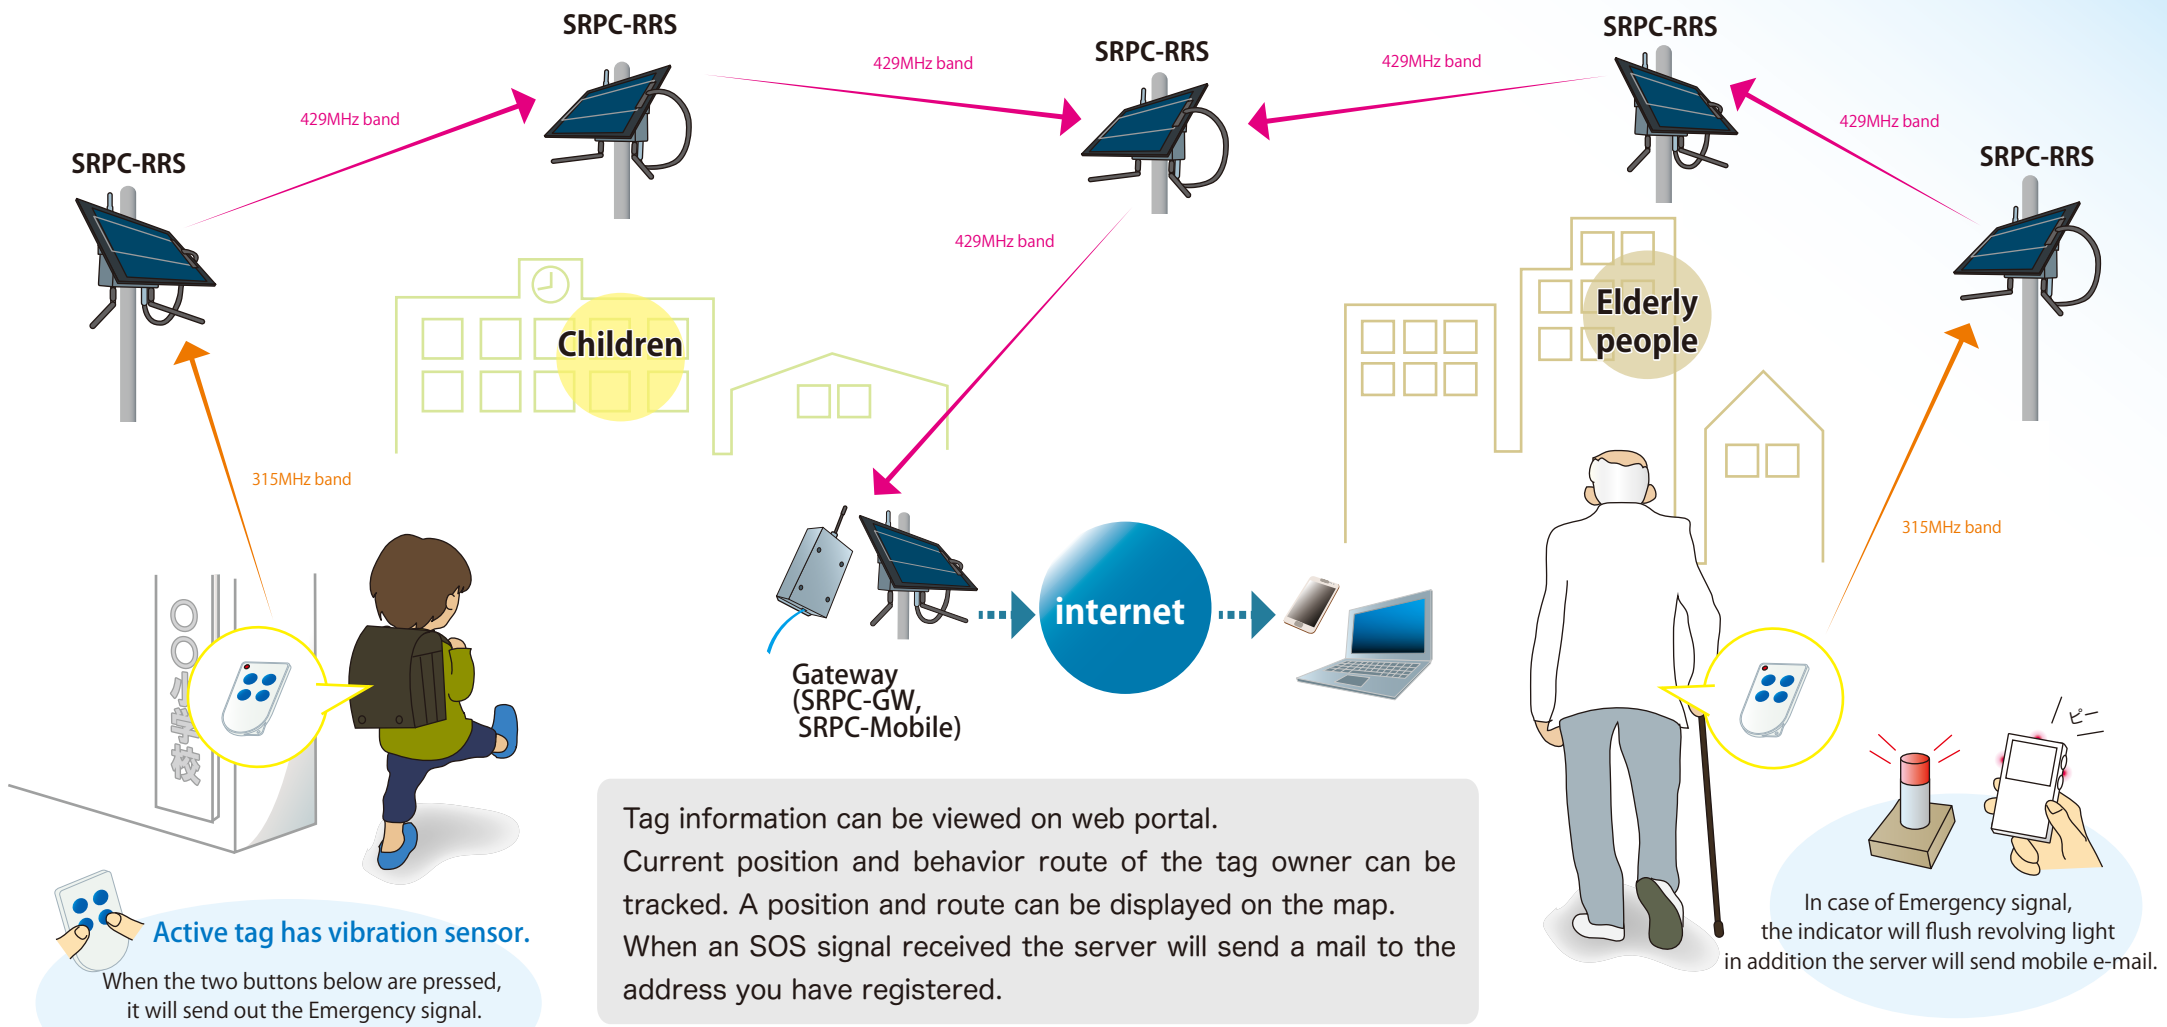 SRPC-RRS
SRPC-RRS
SRPC-RRS
SRPC-RRS
SRPC-RRS
429MHz band
429MHz band
429MHz band
429MHz band
429MHz band
Children
Elderly
people
315MHz band
315MHz band
〇〇小学校
internet
Gateway
(SRPC-GW,
SRPC-Mobile)
ピー
Tag information can be viewed on web portal.
Current position and behavior route of the tag owner can be
tracked. A position and route can be displayed on the map.
When an SOS signal received the server will send a mail to the
address you have registered.
Active tag has vibration sensor.
When the two buttons below are pressed,
it will send out the Emergency signal.
In case of Emergency signal,
the indicator will flush revolving light
in addition the server will send mobile e-mail.